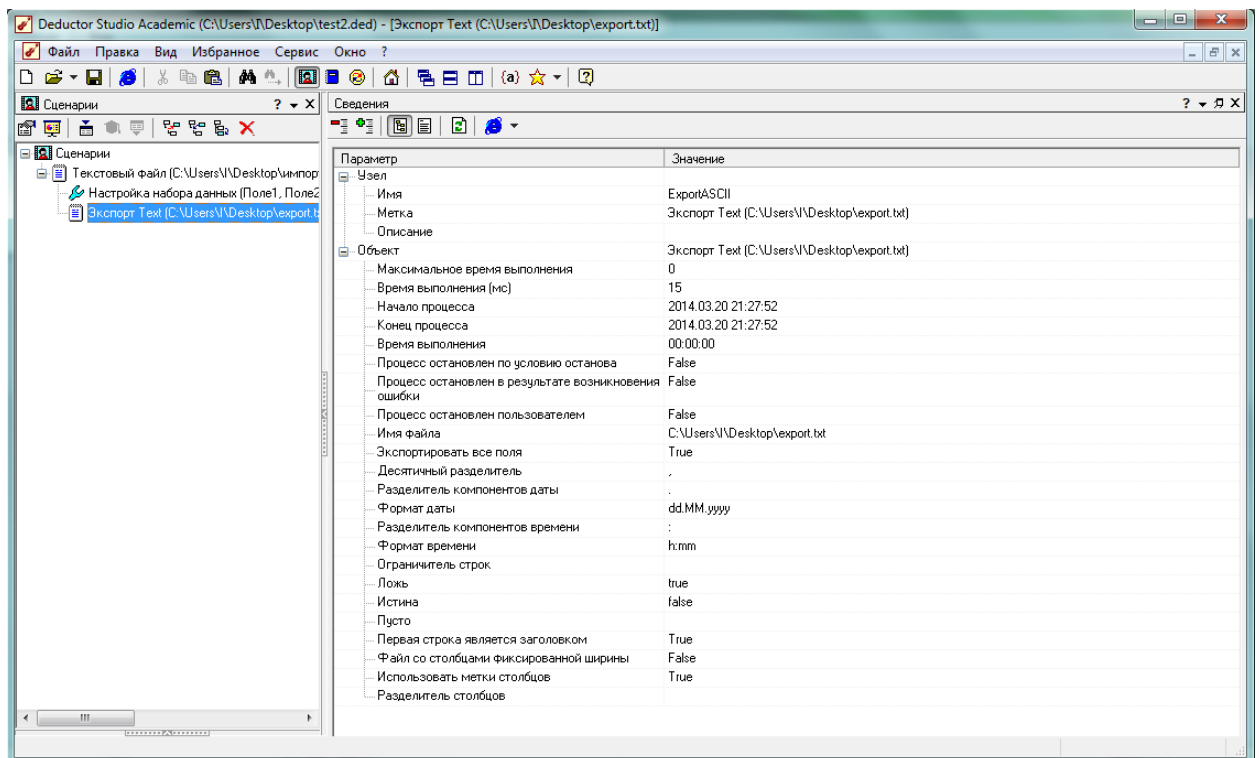 Deductor Studio Academic (C:\Users\I\Desktop\test2.ded) - [Экспорт Text (C:\Users\I\Desktop\export.txt)]
Файл Правка Вид Избранное Сервис Окно ?
{a}
Сценарии ? X
Сведения ? X
Сценарии
Текстовый файл (C:\Users\I\Desktop\импор
Настройка набора данных (Поле1, Поле2
Экспорт Text (C:\Users\I\Desktop\export.t
Параметр Значение
Узел
Имя ExportASCII
Метка Экспорт Text (C:\Users\I\Desktop\export.txt)
Описание
Объект Экспорт Text (C:\Users\I\Desktop\export.txt)
Максимальное время выполнения 0
Время выполнения (мс) 15
Начало процесса 2014.03.20 21:27:52
Конец процесса 2014.03.20 21:27:52
Время выполнения 00:00:00
Процесс остановлен по условию останова False
Процесс остановлен в результате возникновения False
ошибки
Процесс остановлен пользователем False
Имя файла C:\Users\I\Desktop\export.txt
Экспортировать все поля True
Десятичный разделитель ,
Разделитель компонентов даты .
Формат даты dd.MM.yyyy
Разделитель компонентов времени :
Формат времени h:mm
Ограничитель строк
Ложь true
Истина false
Пусто
Первая строка является заголовком True
Файл со столбцами фиксированной ширины False
Использовать метки столбцов True
Разделитель столбцов